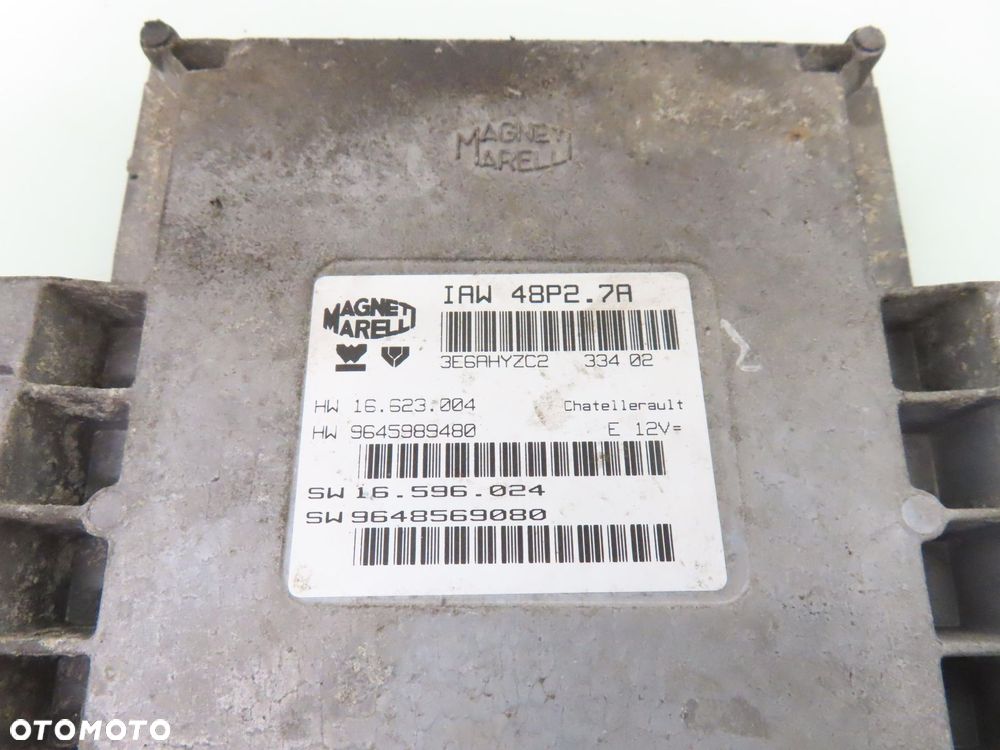 MAGNETI
MARELLI
MAGNETI
MARELLI
IAW 48P2.7A
3E6AHYZC2 334 02
HW 16.623.004 Chatellerault
HW 9645989480 E 12V=
SW 16.596.024
SW 9648569080
OTOMOTO